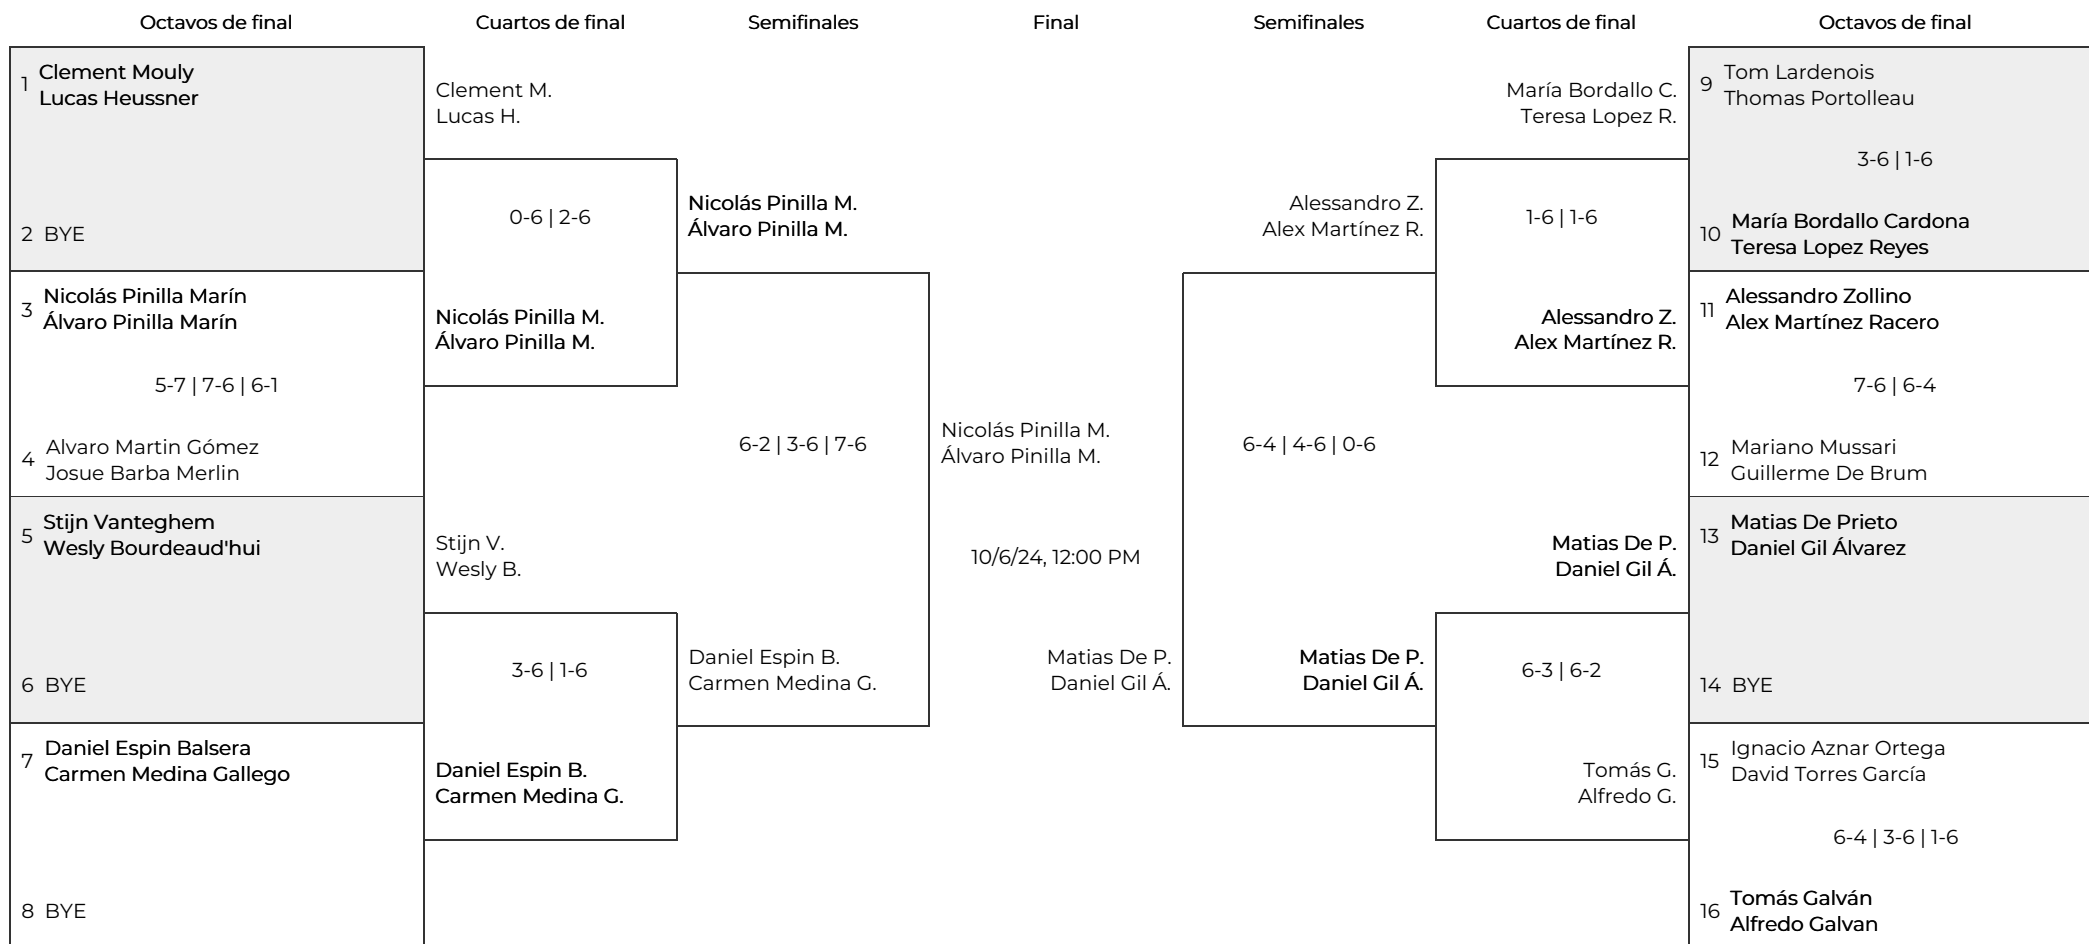 Octavos de final
Cuartos de final
Semifinales
Final
Semifinales
Cuartos de final
Octavos de final
1 Clement Mouly
Lucas Heussner
2 BYE
3 Nicolás Pinilla Marín
Álvaro Pinilla Marín
5-7 | 7-6 | 6-1
4 Alvaro Martin Gómez
Josue Barba Merlin
5 Stijn Vanteghem
Wesly Bourdeaud'hui
6 BYE
7 Daniel Espin Balsera
Carmen Medina Gallego
8 BYE
Clement M.
Lucas H.
0-6 | 2-6
Nicolás Pinilla M.
Álvaro Pinilla M.
Stijn V.
Wesly B.
3-6 | 1-6
Daniel Espin B.
Carmen Medina G.
Nicolás Pinilla M.
Álvaro Pinilla M.
6-2 | 3-6 | 7-6
Daniel Espin B.
Carmen Medina G.
Nicolás Pinilla M.
Álvaro Pinilla M.
10/6/24, 12:00 PM
Matias De P.
Daniel Gil Á.
Alessandro Z.
Alex Martínez R.
6-4 | 4-6 | 0-6
Matias De P.
Daniel Gil Á.
María Bordallo C.
Teresa Lopez R.
1-6 | 1-6
Alessandro Z.
Alex Martínez R.
Matias De P.
Daniel Gil Á.
6-3 | 6-2
Tomás G.
Alfredo G.
9 Tom Lardenois
Thomas Portolleau
3-6 | 1-6
10 María Bordallo Cardona
Teresa Lopez Reyes
11 Alessandro Zollino
Alex Martínez Racero
7-6 | 6-4
12 Mariano Mussari
Guillerme De Brum
13 Matias De Prieto
Daniel Gil Álvarez
14 BYE
15 Ignacio Aznar Ortega
David Torres García
6-4 | 3-6 | 1-6
16 Tomás Galván
Alfredo Galvan